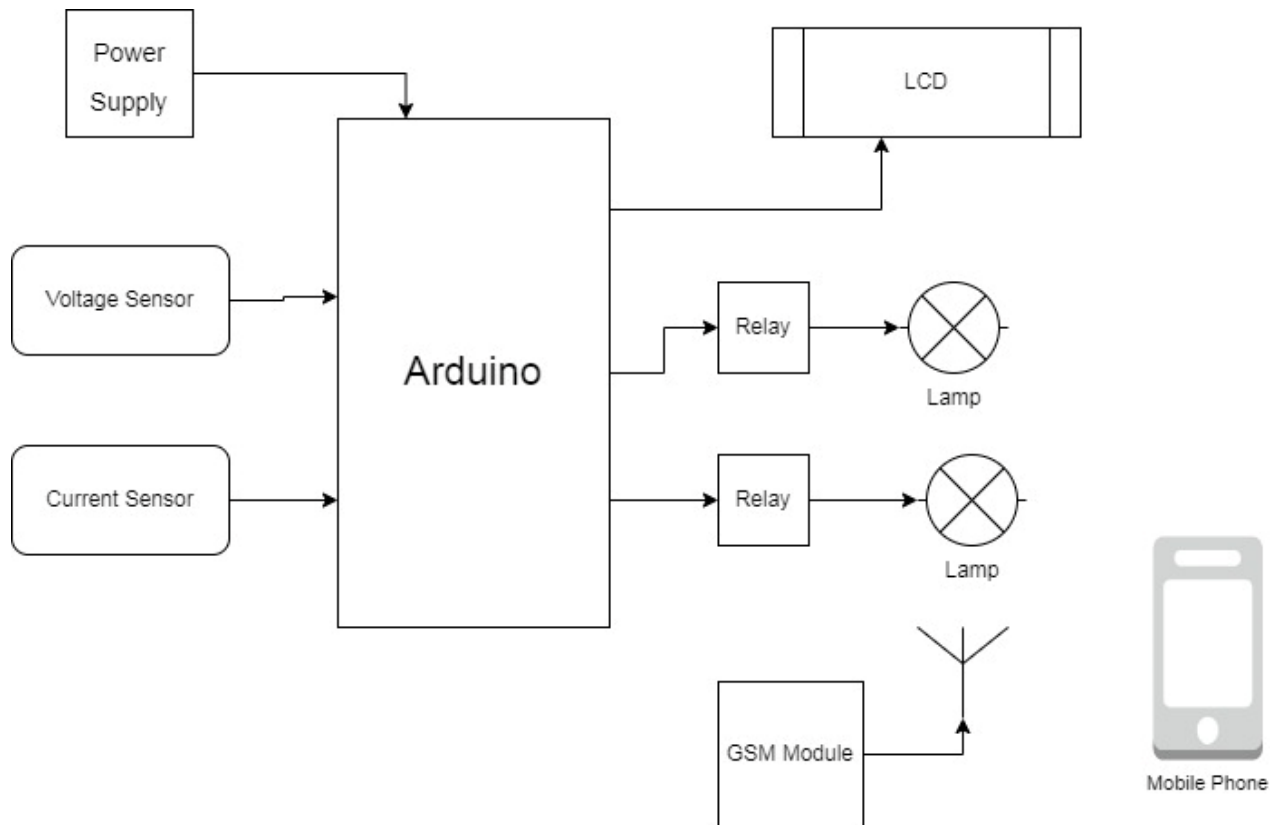 Power
Supply
LCD
Voltage Sensor
Relay
Arduino
Lamp
Current Sensor
Relay
Lamp
GSM Module
Mobile Phone